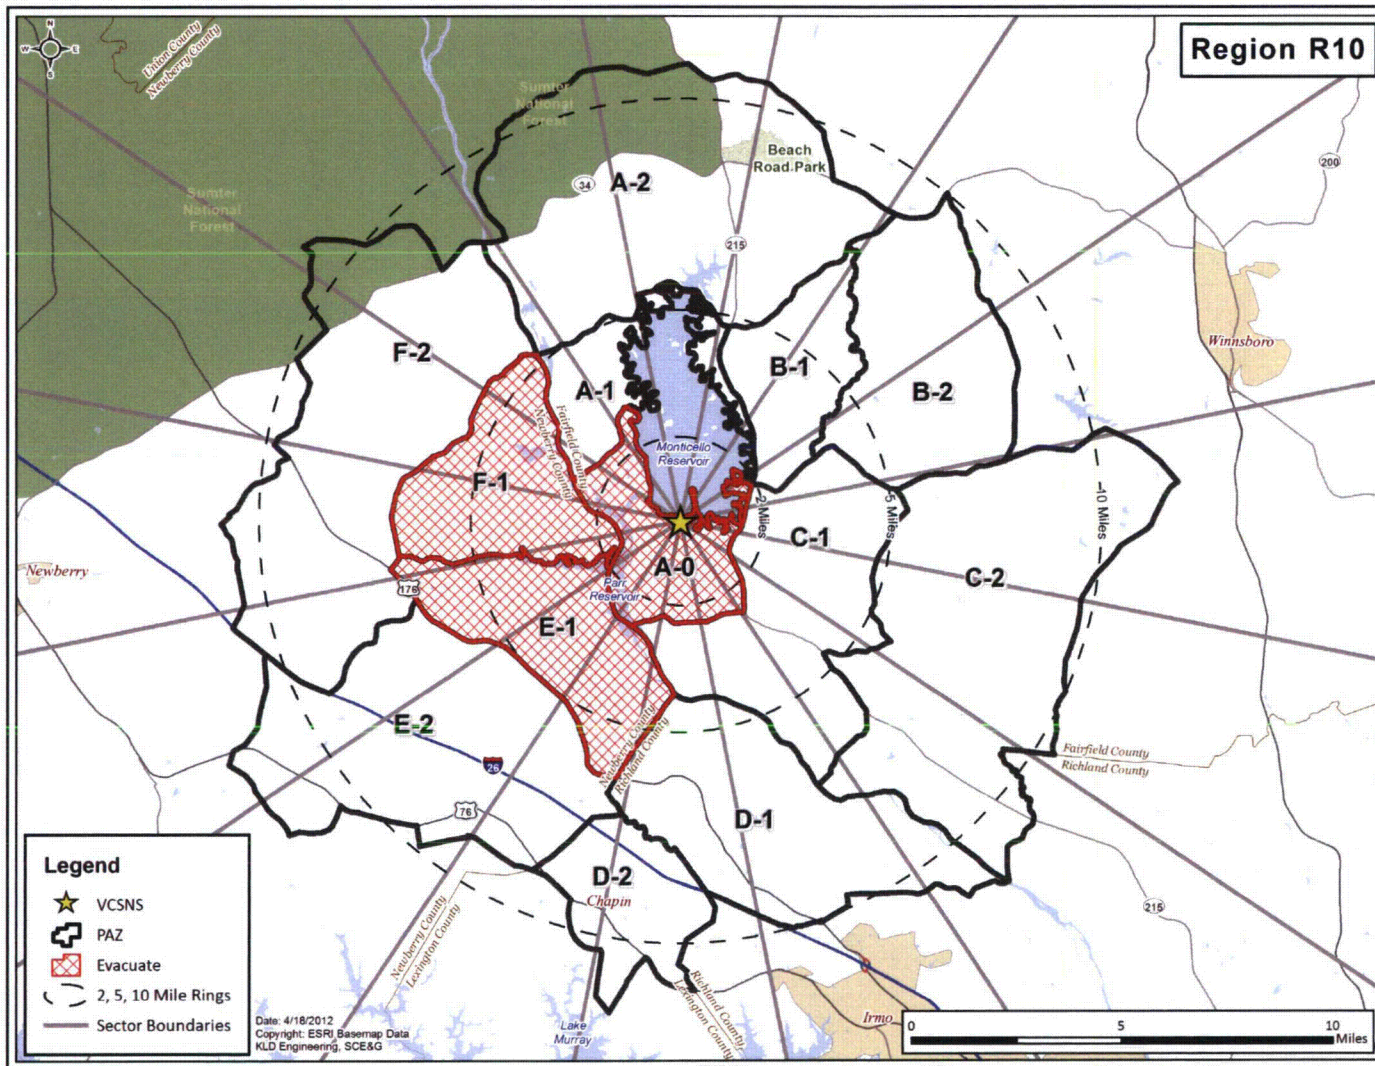 Region R10
N
W E
S
Union County
Newberry County
Sumter
National
Forest
Sumter
National
Forest
Beach
Road Park
200
34
A-2
215
Winnsboro
F-2
A-1
B-1
B-2
Fairfield County
Newberry County
Monticello
Reservoir
F-1
2 Miles
5 Miles
10 Miles
C-1
A-0
C-2
Newberry
176
Parr
Reservoir
E-1
E-2
Newberry County
Richland County
Fairfield County
Richland County
26
76
D-1
D-2
Chapin
215
Newberry County
Lexington County
Richland County
Lexington County
Irmo
Lake
Murray
Legend
VCSNS
PAZ
Evacuate
2, 5, 10 Mile Rings
Sector Boundaries
Date: 4/18/2012
Copyright: ESRI Basemap Data
KLD Engineering, SCE&G
0 5 10
Miles